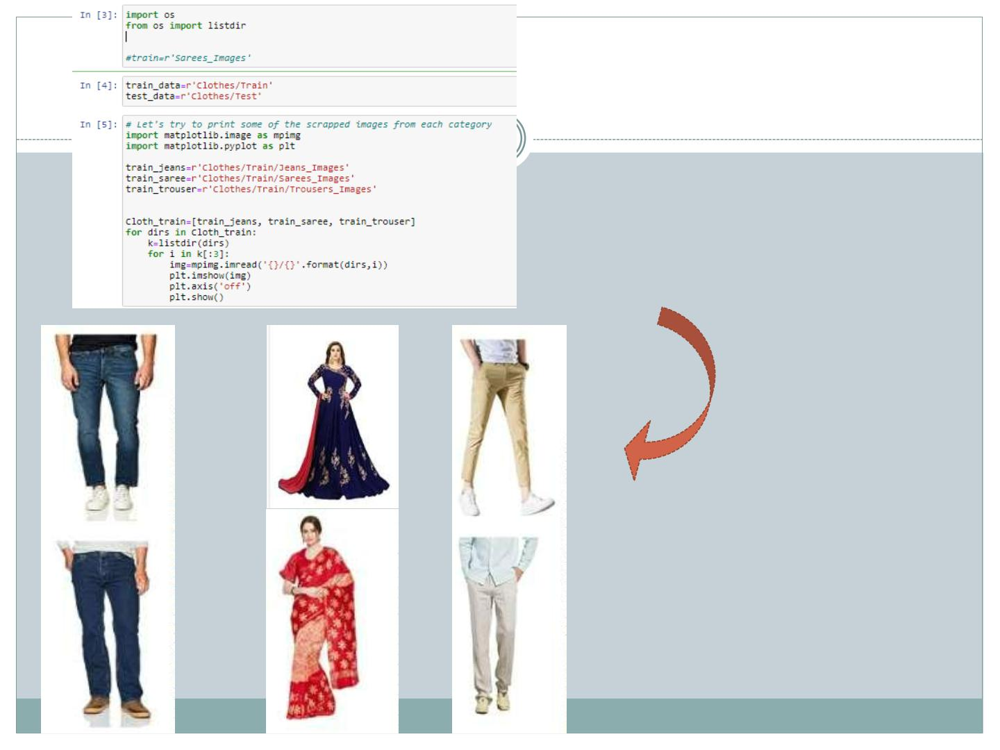 In [3]: import os
from os import listdir
#train=r'Sarees_Images'
In [4]: train_data=r'Clothes/Train'
test_data=r'Clothes/Test'
In [5]: # Let's try to print some of the scrapped images from each category
import matplotlib.image as mpimg
import matplotlib.pyplot as plt
train_jeans=r'Clothes/Train/Jeans_Images'
train_saree=r'Clothes/Train/Sarees_Images'
train_trouser=r'Clothes/Train/Trousers_Images'
Cloth_train=[train_jeans, train_saree, train_trouser]
for dirs in Cloth_train:
    k=listdir(dirs)
    for i in k[:3]:
        img=mpimg.imread('{}/{}'.format(dirs,i))
        plt.imshow(img)
        plt.axis('off')
        plt.show()